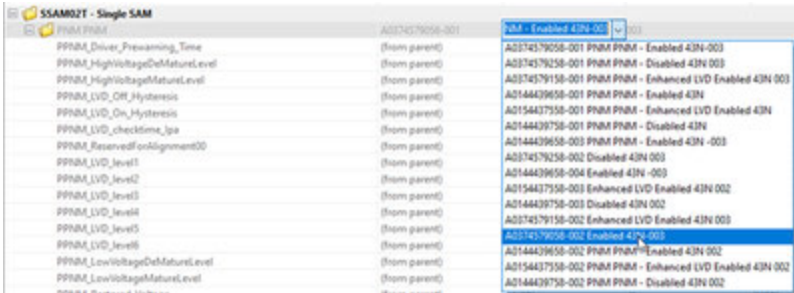 SSAM02T - Single SAM
PNM PNM A0374579058-001 NM - Enabled 43N-003 003
PPNM_Driver_Prewarning_Time (from parent) A0374579058-001 PNM PNM - Enabled 43N-003
PPNM_HighVoltageDeMatureLevel (from parent) A0374579258-001 PNM PNM - Disabled 43N 003
PPNM_HighVoltageMatureLevel (from parent) A0374579158-001 PNM PNM - Enhanced LVD Enabled 43N 003
PPNM_LVD_Off_Hysteresis (from parent) A0144439658-001 PNM PNM - Enabled 43N
PPNM_LVD_On_Hysteresis (from parent) A0154437558-001 PNM PNM - Enhanced LVD Enabled 43N
PPNM_LVD_checktime_lpa (from parent) A0144439758-001 PNM PNM - Disabled 43N
PPNM_ReservedForAlignment00 (from parent) A0144439658-003 PNM PNM - Enabled 43N -003
PPNM_LVD_level1 (from parent) A0374579258-002 Disabled 43N 003
PPNM_LVD_level2 (from parent) A0144439658-004 Enabled 43N -003
PPNM_LVD_level3 (from parent) A0154437558-003 Enhanced LVD Enabled 43N 002
PPNM_LVD_level4 (from parent) A0144439758-003 Disabled 43N 002
PPNM_LVD_level5 (from parent) A0374579158-002 Enhanced LVD Enabled 43N 003
PPNM_LVD_level6 (from parent) A0374579058-002 Enabled 43N-003
PPNM_LowVoltageDeMatureLevel (from parent) A0144439658-002 PNM PNM - Enabled 43N 002
PPNM_LowVoltageMatureLevel (from parent) A0154437558-002 PNM PNM - Enhanced LVD Enabled 43N 002
(from parent) A0144439758-002 PNM PNM - Disabled 43N 002